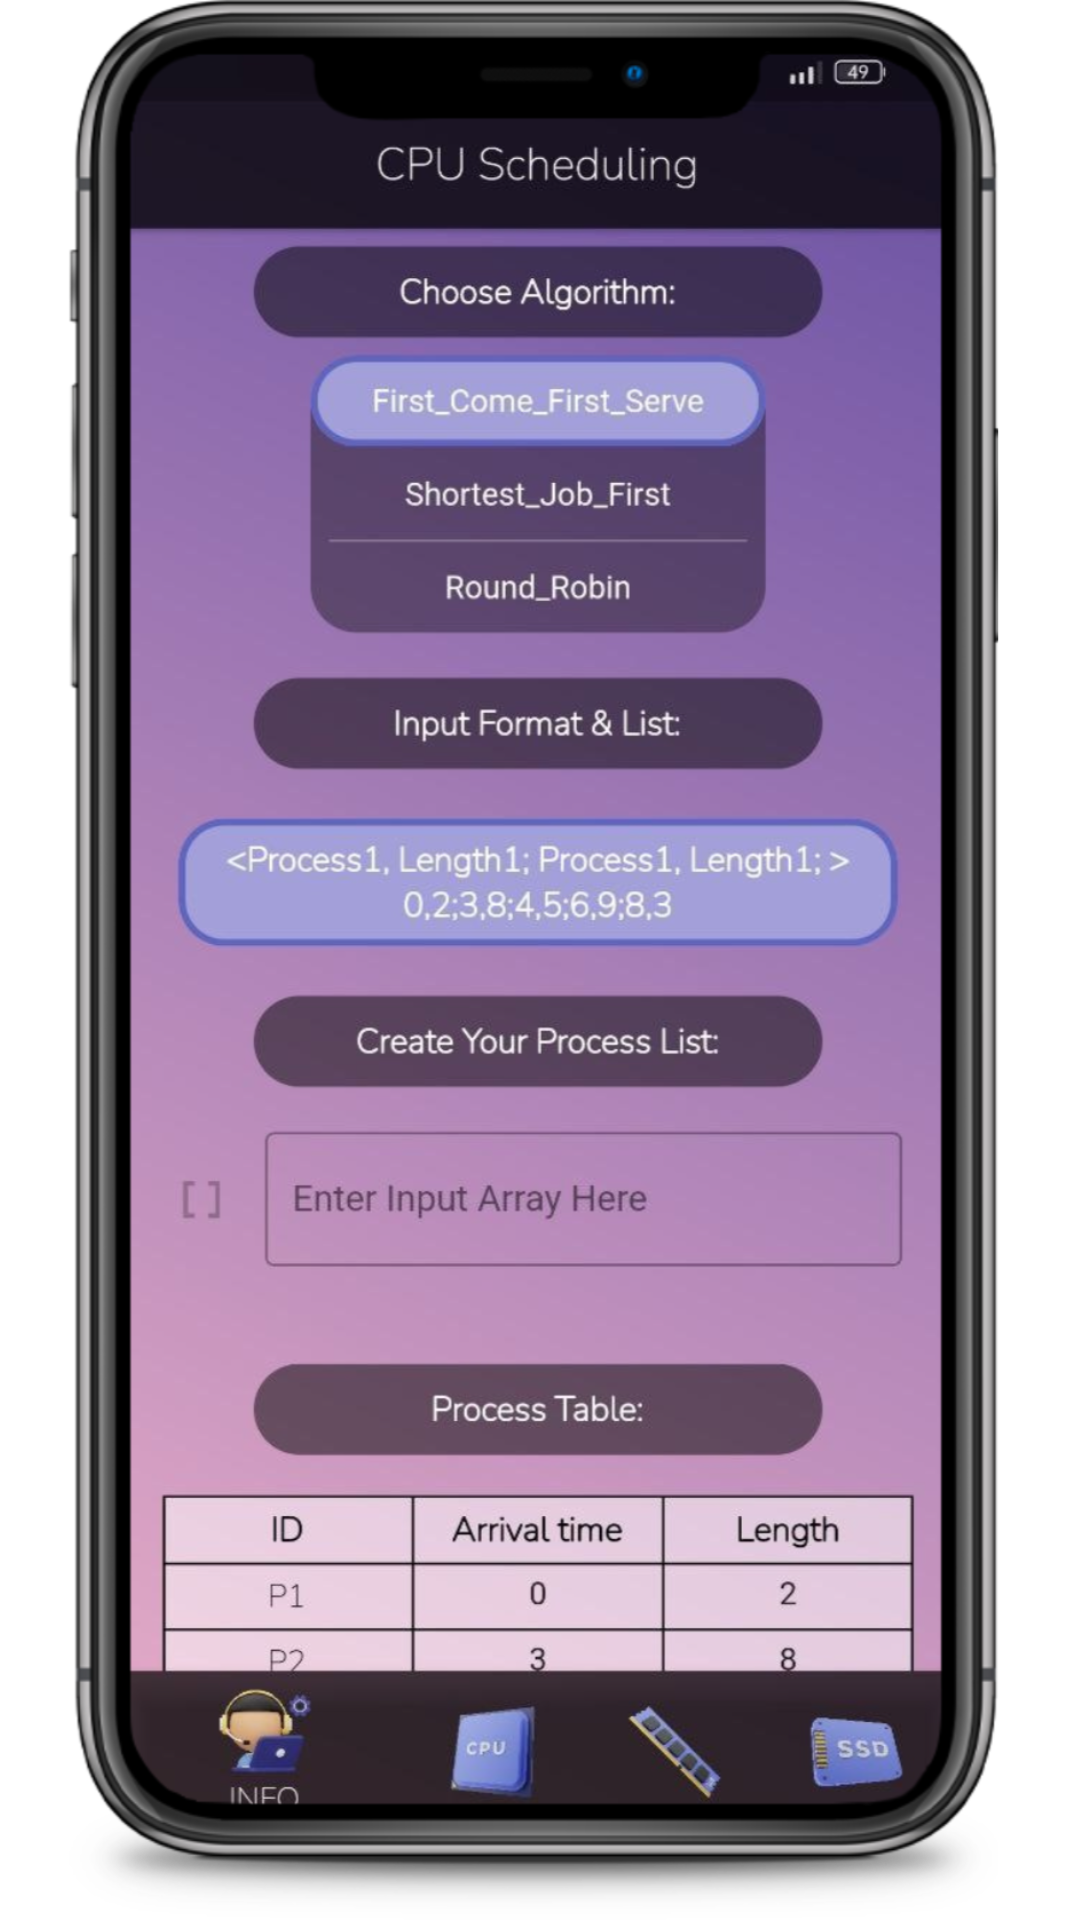 49
CPU Scheduling
Choose Algorithm:
First_Come_First_Serve
Shortest_Job_First
Round_Robin
Input Format & List:
<Process1, Length1; Process1, Length1; >
0,2;3,8;4,5;6,9;8,3
Create Your Process List:
[ ] Enter Input Array Here
Process Table:
ID Arrival time Length
P1 0 2
P2 3 8
CPU SSD
INFO